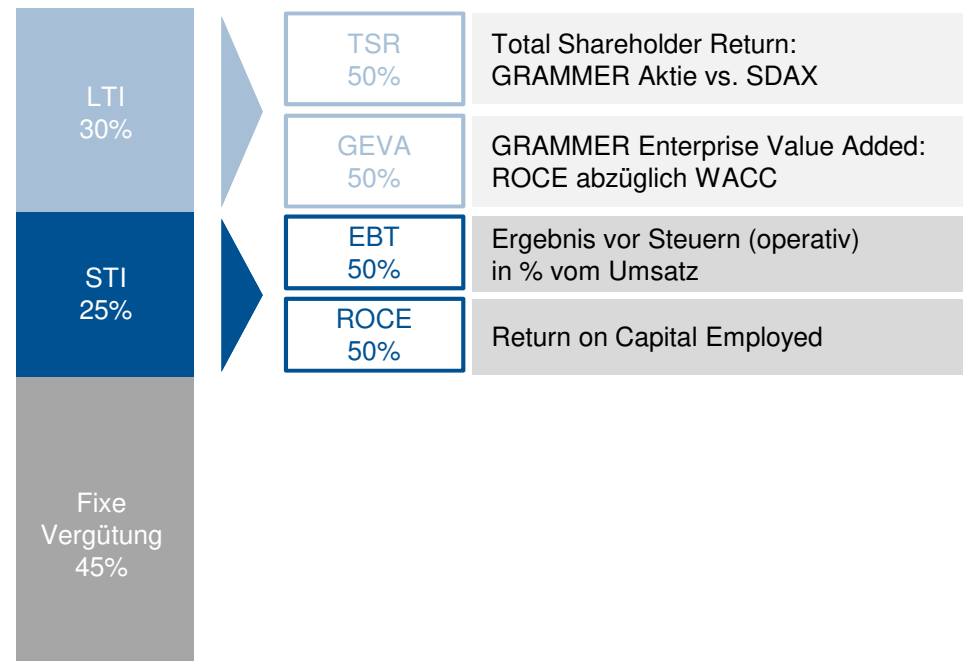 LTI
30%
TSR
50%
Total Shareholder Return:
GRAMMER Aktie vs. SDAX
GEVA
50%
GRAMMER Enterprise Value Added:
ROCE abzüglich WACC
STI
25%
EBT
50%
Ergebnis vor Steuern (operativ)
in % vom Umsatz
ROCE
50%
Return on Capital Employed
Fixe
Vergütung
45%